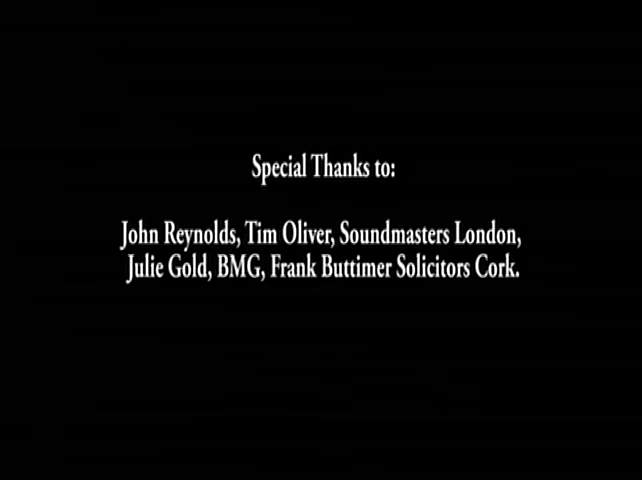 Special Thanks to:
John Reynolds, Tim Oliver, Soundmasters London,
Julie Gold, BMG, Frank Buttimer Solicitors Cork.